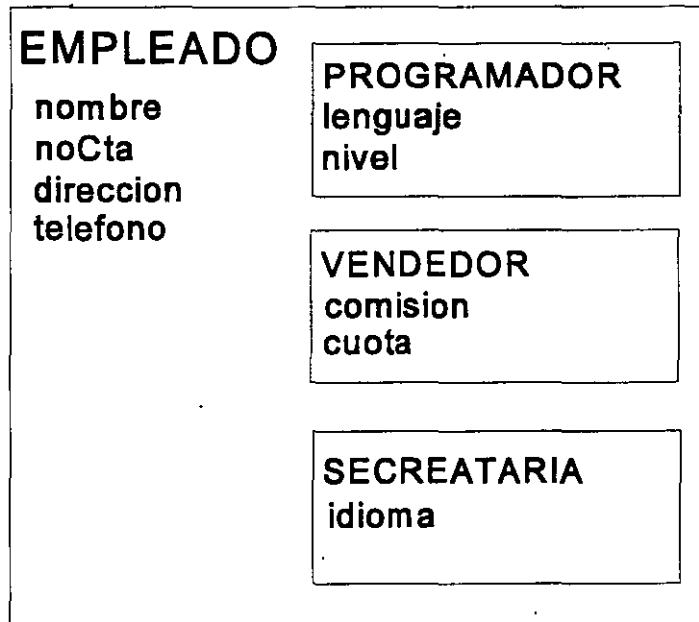 EMPLEADO
nombre
noCta
direccion
telefono
PROGRAMADOR
lenguaje
nivel
VENDEDOR
comision
cuota
SECREATARIA
idioma